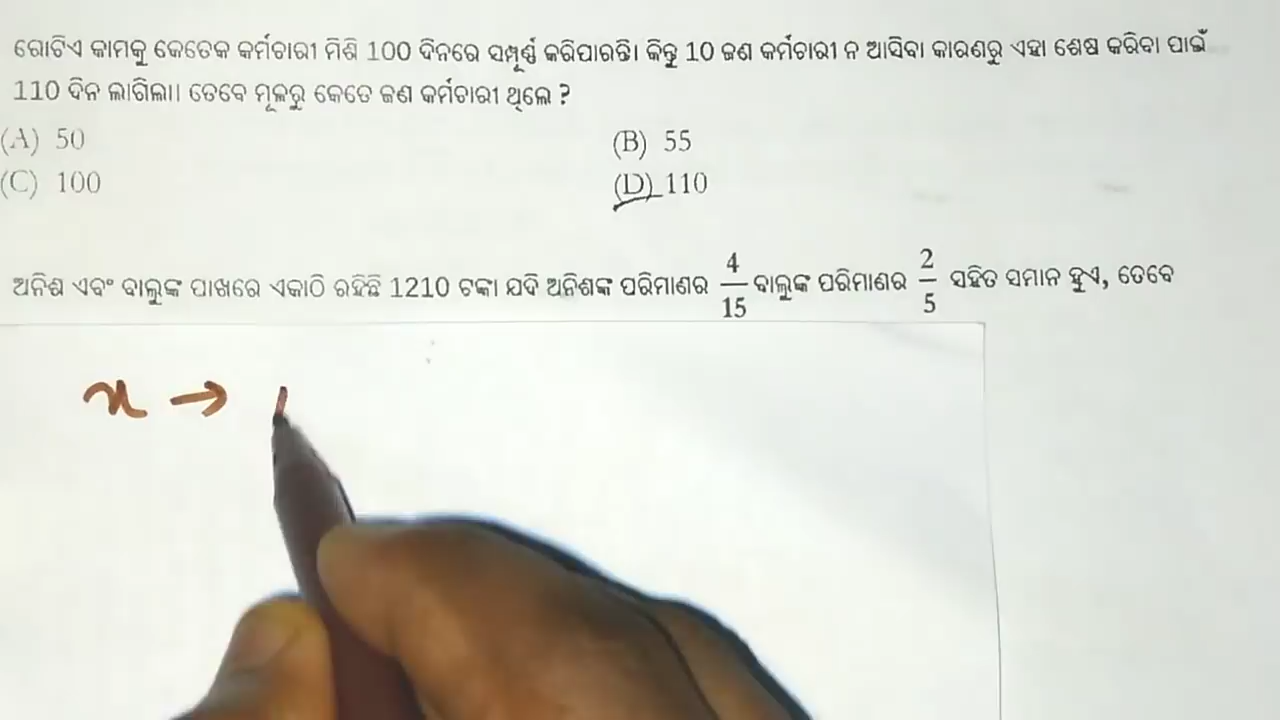 ଗୋଟିଏ କାମକୁ କେତେକ କର୍ମଚାରୀ ମିଶି 100 ଦିନରେ ସମ୍ପୂର୍ଣ୍ଣ କରିପାରନ୍ତି। କିନ୍ତୁ 10 ଜଣ କର୍ମଚାରୀ ନ ଆସିବା କାରଣରୁ ଏହା ଶେଷ କରିବା ପାଇଁ
110 ଦିନ ଲାଗିଲା। ତେବେ ମୂଳରୁ କେତେ ଜଣ କର୍ମଚାରୀ ଥିଲେ ?
(A) 50 (B) 55
(C) 100 (D) 110
ଅନିଶ ଏବଂ ବାଲୁଙ୍କ ପାଖରେ ଏକାଠି ରହିଛି 1210 ଟଙ୍କା ଯଦି ଅନିଶଙ୍କ ପରିମାଣର 4/15 ବାଲୁଙ୍କ ପରିମାଣର 2/5 ସହିତ ସମାନ ହୁଏ, ତେବେ
x →